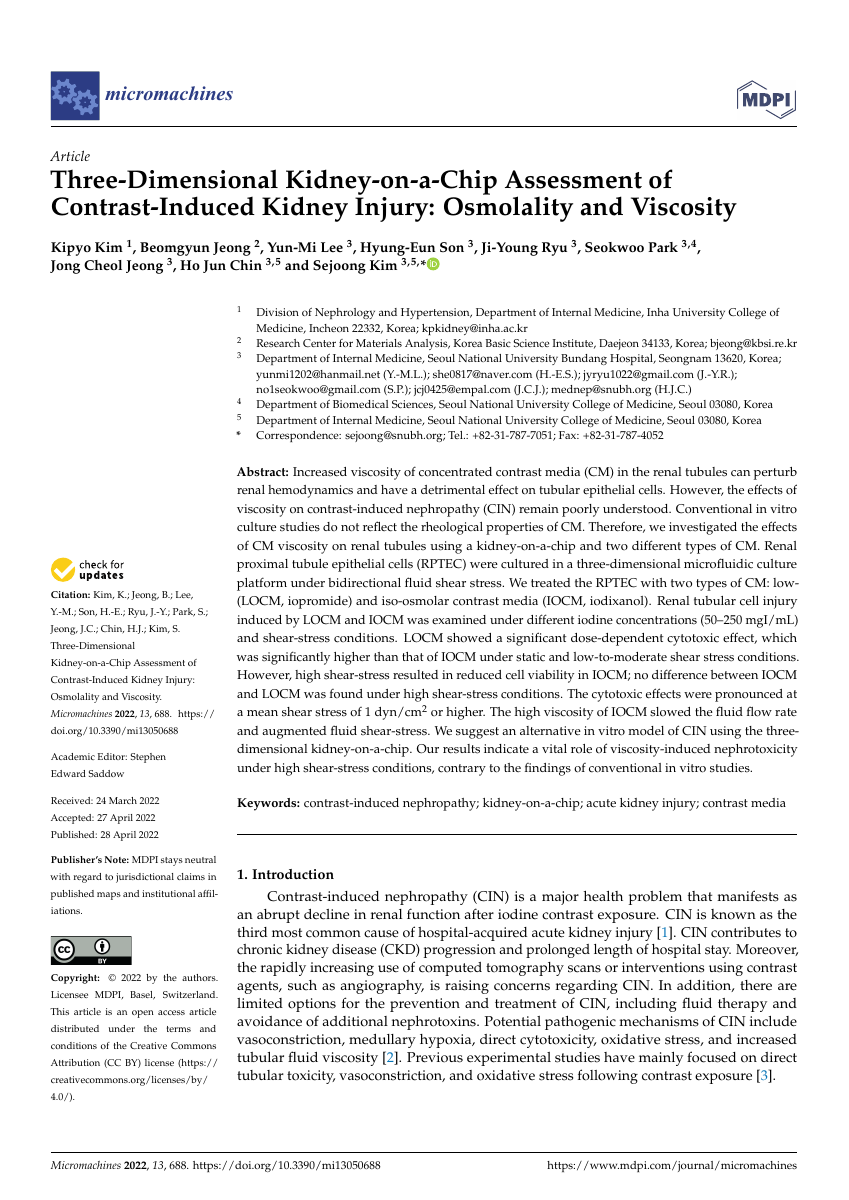 micromachines
MDPI
Article
Three-Dimensional Kidney-on-a-Chip Assessment of
Contrast-Induced Kidney Injury: Osmolality and Viscosity
Kipyo Kim 1, Beomgyun Jeong 2, Yun-Mi Lee 3, Hyung-Eun Son 3, Ji-Young Ryu 3, Seokwoo Park 3,4,
Jong Cheol Jeong 3, Ho Jun Chin 3,5 and Sejoong Kim 3,5,* iD
1 Division of Nephrology and Hypertension, Department of Internal Medicine, Inha University College of
Medicine, Incheon 22332, Korea; kpkidney@inha.ac.kr
2 Research Center for Materials Analysis, Korea Basic Science Institute, Daejeon 34133, Korea; bjeong@kbsi.re.kr
3 Department of Internal Medicine, Seoul National University Bundang Hospital, Seongnam 13620, Korea;
yunmi1202@hanmail.net (Y.-M.L.); she0817@naver.com (H.-E.S.); jyryu1022@gmail.com (J.-Y.R.);
no1seokwoo@gmail.com (S.P.); jcj0425@empal.com (J.C.J.); mednep@snubh.org (H.J.C.)
4 Department of Biomedical Sciences, Seoul National University College of Medicine, Seoul 03080, Korea
5 Department of Internal Medicine, Seoul National University College of Medicine, Seoul 03080, Korea
* Correspondence: sejoong@snubh.org; Tel.: +82-31-787-7051; Fax: +82-31-787-4052
Abstract: Increased viscosity of concentrated contrast media (CM) in the renal tubules can perturb
renal hemodynamics and have a detrimental effect on tubular epithelial cells. However, the effects of
viscosity on contrast-induced nephropathy (CIN) remain poorly understood. Conventional in vitro
culture studies do not reflect the rheological properties of CM. Therefore, we investigated the effects
of CM viscosity on renal tubules using a kidney-on-a-chip and two different types of CM. Renal
proximal tubule epithelial cells (RPTEC) were cultured in a three-dimensional microfluidic culture
platform under bidirectional fluid shear stress. We treated the RPTEC with two types of CM: low-
(LOCM, iopromide) and iso-osmolar contrast media (IOCM, iodixanol). Renal tubular cell injury
induced by LOCM and IOCM was examined under different iodine concentrations (50–250 mgI/mL)
and shear-stress conditions. LOCM showed a significant dose-dependent cytotoxic effect, which
was significantly higher than that of IOCM under static and low-to-moderate shear stress conditions.
However, high shear-stress resulted in reduced cell viability in IOCM; no difference between IOCM
and LOCM was found under high shear-stress conditions. The cytotoxic effects were pronounced at
a mean shear stress of 1 dyn/cm2 or higher. The high viscosity of IOCM slowed the fluid flow rate
and augmented fluid shear-stress. We suggest an alternative in vitro model of CIN using the three-
dimensional kidney-on-a-chip. Our results indicate a vital role of viscosity-induced nephrotoxicity
under high shear-stress conditions, contrary to the findings of conventional in vitro studies.
Keywords: contrast-induced nephropathy; kidney-on-a-chip; acute kidney injury; contrast media
check for
updates
Citation: Kim, K.; Jeong, B.; Lee,
Y.-M.; Son, H.-E.; Ryu, J.-Y.; Park, S.;
Jeong, J.C.; Chin, H.J.; Kim, S.
Three-Dimensional
Kidney-on-a-Chip Assessment of
Contrast-Induced Kidney Injury:
Osmolality and Viscosity.
Micromachines 2022, 13, 688. https://
doi.org/10.3390/mi13050688
Academic Editor: Stephen
Edward Saddow
Received: 24 March 2022
Accepted: 27 April 2022
Published: 28 April 2022
Publisher's Note: MDPI stays neutral
with regard to jurisdictional claims in
published maps and institutional affil-
iations.
cc
BY
Copyright: © 2022 by the authors.
Licensee MDPI, Basel, Switzerland.
This article is an open access article
distributed under the terms and
conditions of the Creative Commons
Attribution (CC BY) license (https://
creativecommons.org/licenses/by/
4.0/).
1. Introduction
Contrast-induced nephropathy (CIN) is a major health problem that manifests as
an abrupt decline in renal function after iodine contrast exposure. CIN is known as the
third most common cause of hospital-acquired acute kidney injury [1]. CIN contributes to
chronic kidney disease (CKD) progression and prolonged length of hospital stay. Moreover,
the rapidly increasing use of computed tomography scans or interventions using contrast
agents, such as angiography, is raising concerns regarding CIN. In addition, there are
limited options for the prevention and treatment of CIN, including fluid therapy and
avoidance of additional nephrotoxins. Potential pathogenic mechanisms of CIN include
vasoconstriction, medullary hypoxia, direct cytotoxicity, oxidative stress, and increased
tubular fluid viscosity [2]. Previous experimental studies have mainly focused on direct
tubular toxicity, vasoconstriction, and oxidative stress following contrast exposure [3].
Micromachines 2022, 13, 688. https://doi.org/10.3390/mi13050688
https://www.mdpi.com/journal/micromachines